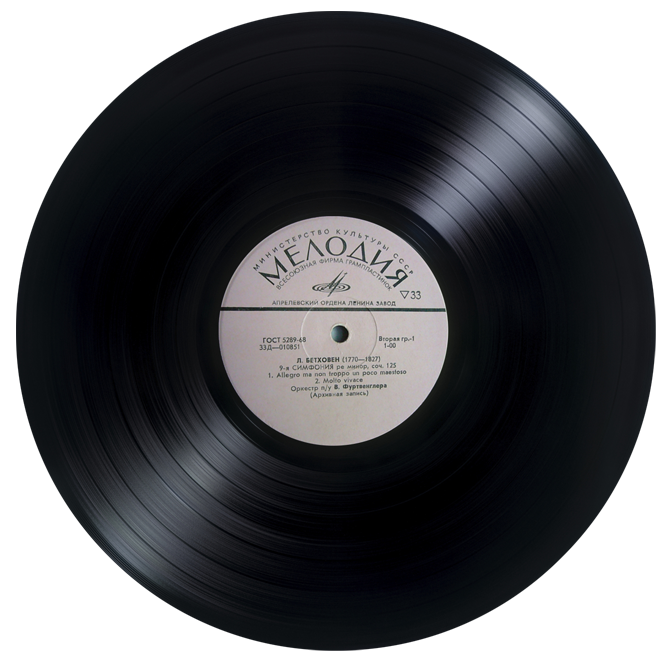 МИНИСТЕРСТВО КУЛЬТУРЫ СССР
МЕЛОДИЯ
ВСЕСОЮЗНАЯ ФИРМА ГРАМПЛАСТИНОК
▽33
АПРЕЛЕВСКИЙ ОРДЕНА ЛЕНИНА ЗАВОД
ГОСТ 5289-68 Вторая гр.-1
33Д—010851 1-00
Л. БЕТХОВЕН (1770—1827)
9-я СИМФОНИЯ ре минор, соч. 125
1. Allegro ma non troppo un poco maestoso
2. Molto vivace
Оркестр п/у В. Фуртвенглера
(Архивная запись)